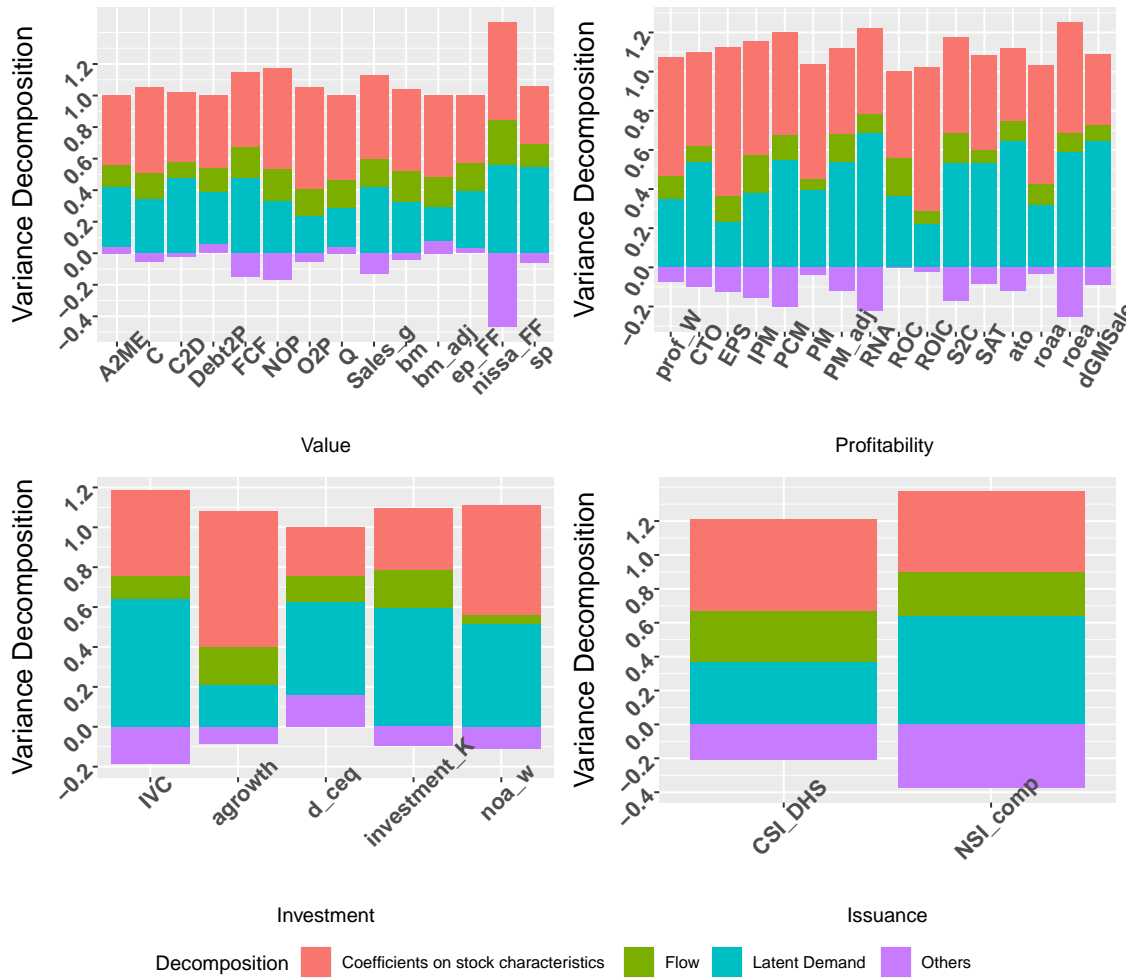 Variance Decomposition
1.2
1.0
0.8
0.6
0.4
0.2
0.0
−0.2
−0.4
A2ME
C
C2D
Debt2P
FCF
NOP
O2P
Q
Sales_g
bm
bm_adj
ep_FF
nissa_FF
sp
Value
Variance Decomposition
1.2
1.0
0.8
0.6
0.4
0.2
0.0
−0.2
prof_W
CTO
EPS
IPM
PCM
PM
PM_adj
RNA
ROC
ROIC
S2C
SAT
ato
roaa
roea
dGMSale
Profitability
Variance Decomposition
1.2
1.0
0.8
0.6
0.4
0.2
0.0
−0.2
IVC
agrowth
d_ceq
investment_K
noa_w
Investment
Variance Decomposition
1.2
1.0
0.8
0.6
0.4
0.2
0.0
−0.2
−0.4
CSI_DHS
NSI_comp
Issuance
Decomposition Coefficients on stock characteristics Flow Latent Demand Others